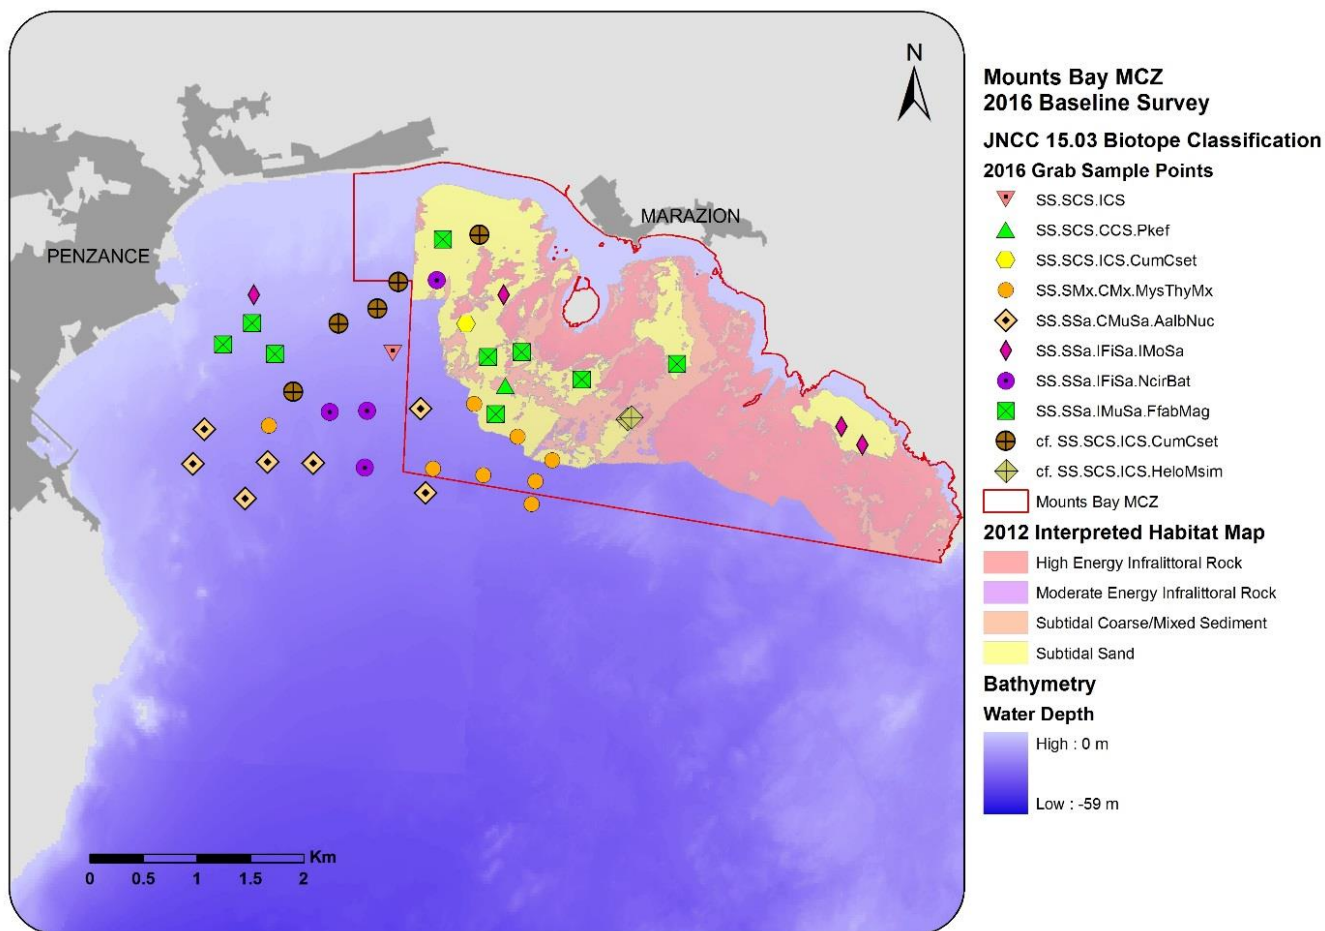 N
MARAZION
PENZANCE
Km
0 0.5 1 1.5 2
Mounts Bay MCZ
2016 Baseline Survey
JNCC 15.03 Biotope Classification
2016 Grab Sample Points
SS.SCS.ICS
SS.SCS.CCS.Pkef
SS.SCS.ICS.CumCset
SS.SMx.CMx.MysThyMx
SS.SSa.CMuSa.AalbNuc
SS.SSa.IFiSa.IMoSa
SS.SSa.IFiSa.NcirBat
SS.SSa.IMuSa.FfabMag
cf. SS.SCS.ICS.CumCset
cf. SS.SCS.ICS.HeloMsim
Mounts Bay MCZ
2012 Interpreted Habitat Map
High Energy Infralittoral Rock
Moderate Energy Infralittoral Rock
Subtidal Coarse/Mixed Sediment
Subtidal Sand
Bathymetry
Water Depth
High : 0 m
Low : -59 m